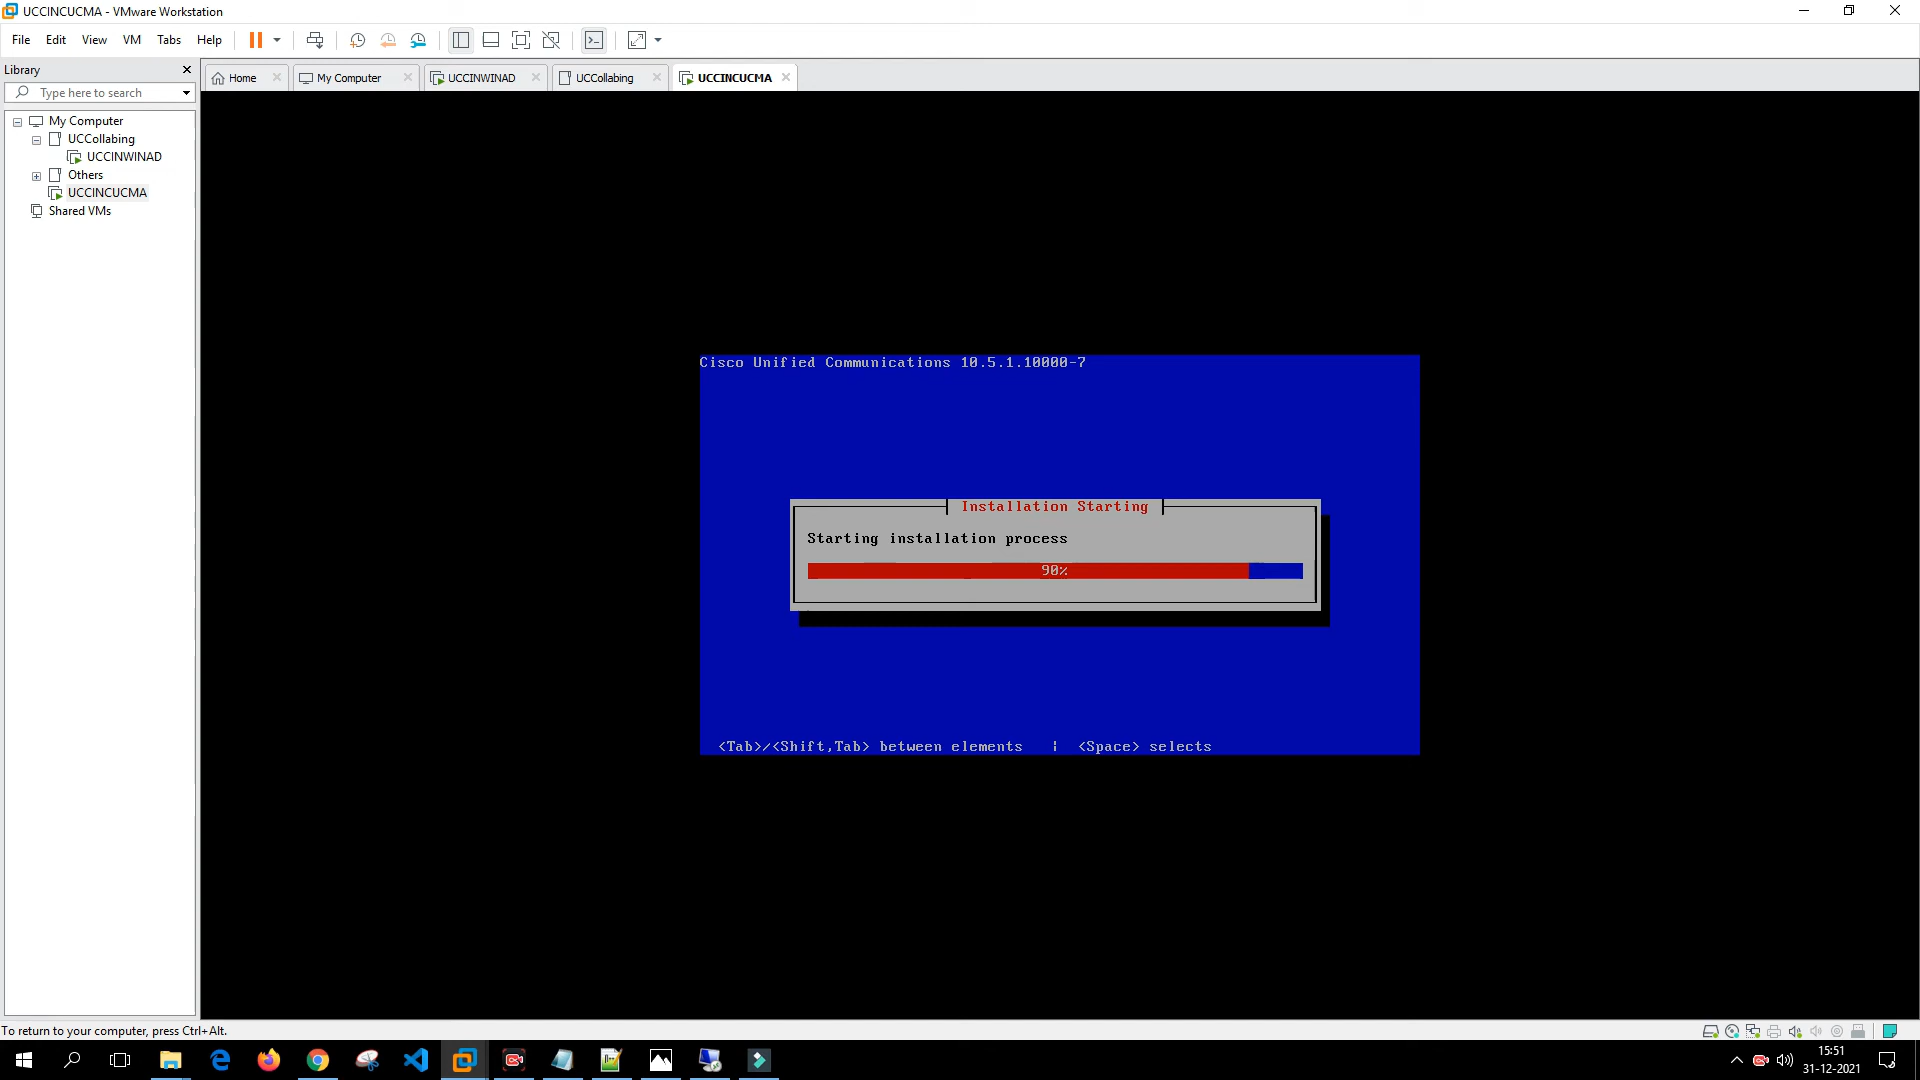 UCCINCUCMA - VMware Workstation
File Edit View VM Tabs Help
Library
Type here to search
My Computer
UCCollabing
UCCINWINAD
Others
UCCINCUCMA
Shared VMs
Home My Computer UCCINWINAD UCCollabing UCCINCUCMA
Cisco Unified Communications 10.5.1.10000-7
Installation Starting
Starting installation process
90%
<Tab>/<Shift,Tab> between elements | <Space> selects
To return to your computer, press Ctrl+Alt.
15:51
31-12-2021